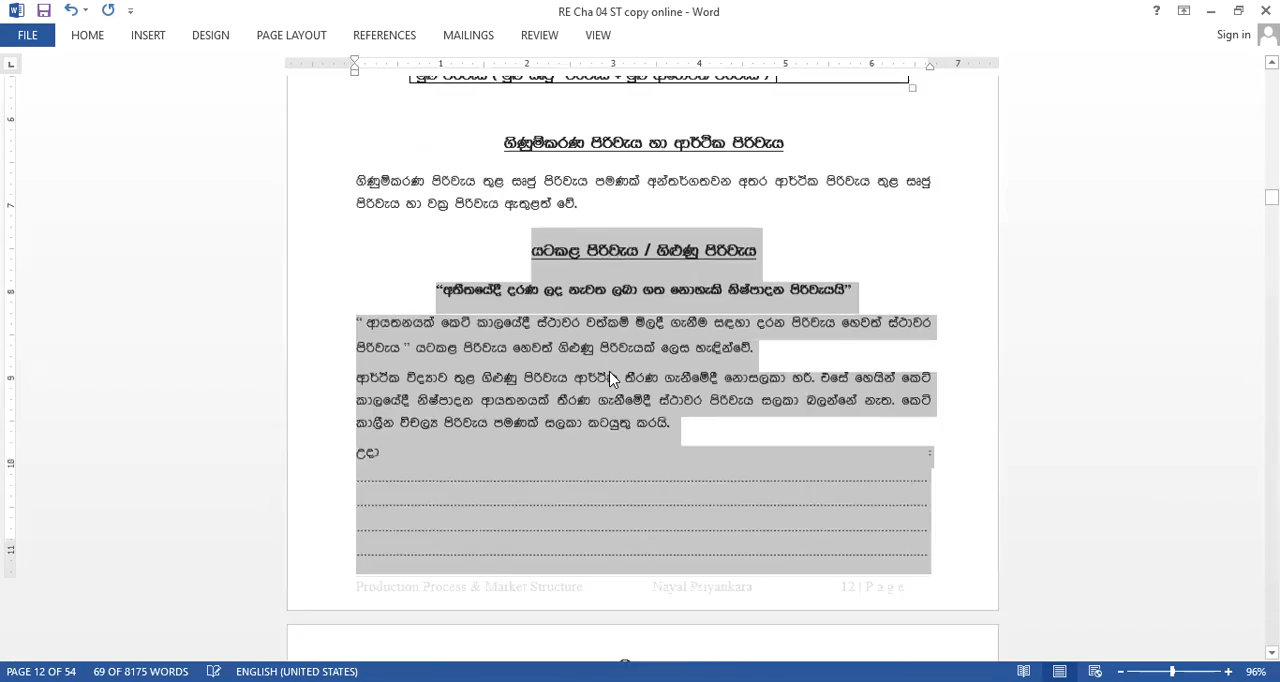 RE Cha 04 ST copy online - Word
FILE HOME INSERT DESIGN PAGE LAYOUT REFERENCES MAILINGS REVIEW VIEW Sign in
ගිණුම්කරණ පිරිවැය හා ආර්ථික පිරිවැය
ගිණුම්කරණ පිරිවැය තුළ සෘජු පිරිවැය පමණක් අන්තර්ගතවන අතර ආර්ථික පිරිවැය තුළ සෘජු
පිරිවැය හා වක්‍ර පිරිවැය ඇතුළත් වේ.
යටකළ පිරිවැය / ගිළුණු පිරිවැය
“අතීතයේදී දරණ ලද නැවත ලබා ගත නොහැකි නිෂ්පාදන පිරිවැයයි”
“ ආයතනයක් කෙටි කාලයේදී ස්ථාවර වත්කම් මිලදී ගැනීම සඳහා දරන පිරිවැය හෙවත් ස්ථාවර
පිරිවැය ” යටකළ පිරිවැය හෙවත් ගිළුණු පිරිවැයක් ලෙස හැඳින්වේ.
ආර්ථික විද්‍යාව තුළ ගිළුණු පිරිවැය ආර්ථික තීරණ ගැනීමේදී නොසලකා හරී. එසේ හෙයින් කෙටි
කාලයේදී නිෂ්පාදන ආයතනයක් තීරණ ගැනීමේදී ස්ථාවර පිරිවැය සලකා බලන්නේ නැත. කෙටි
කාලීන විචල්‍ය පිරිවැය පමණක් සලකා කටයුතු කරයි.
උදා :
Production Process & Market Structure Nayal Priyankara 12 | P a g e
PAGE 12 OF 54 69 OF 8175 WORDS ENGLISH (UNITED STATES) 96%